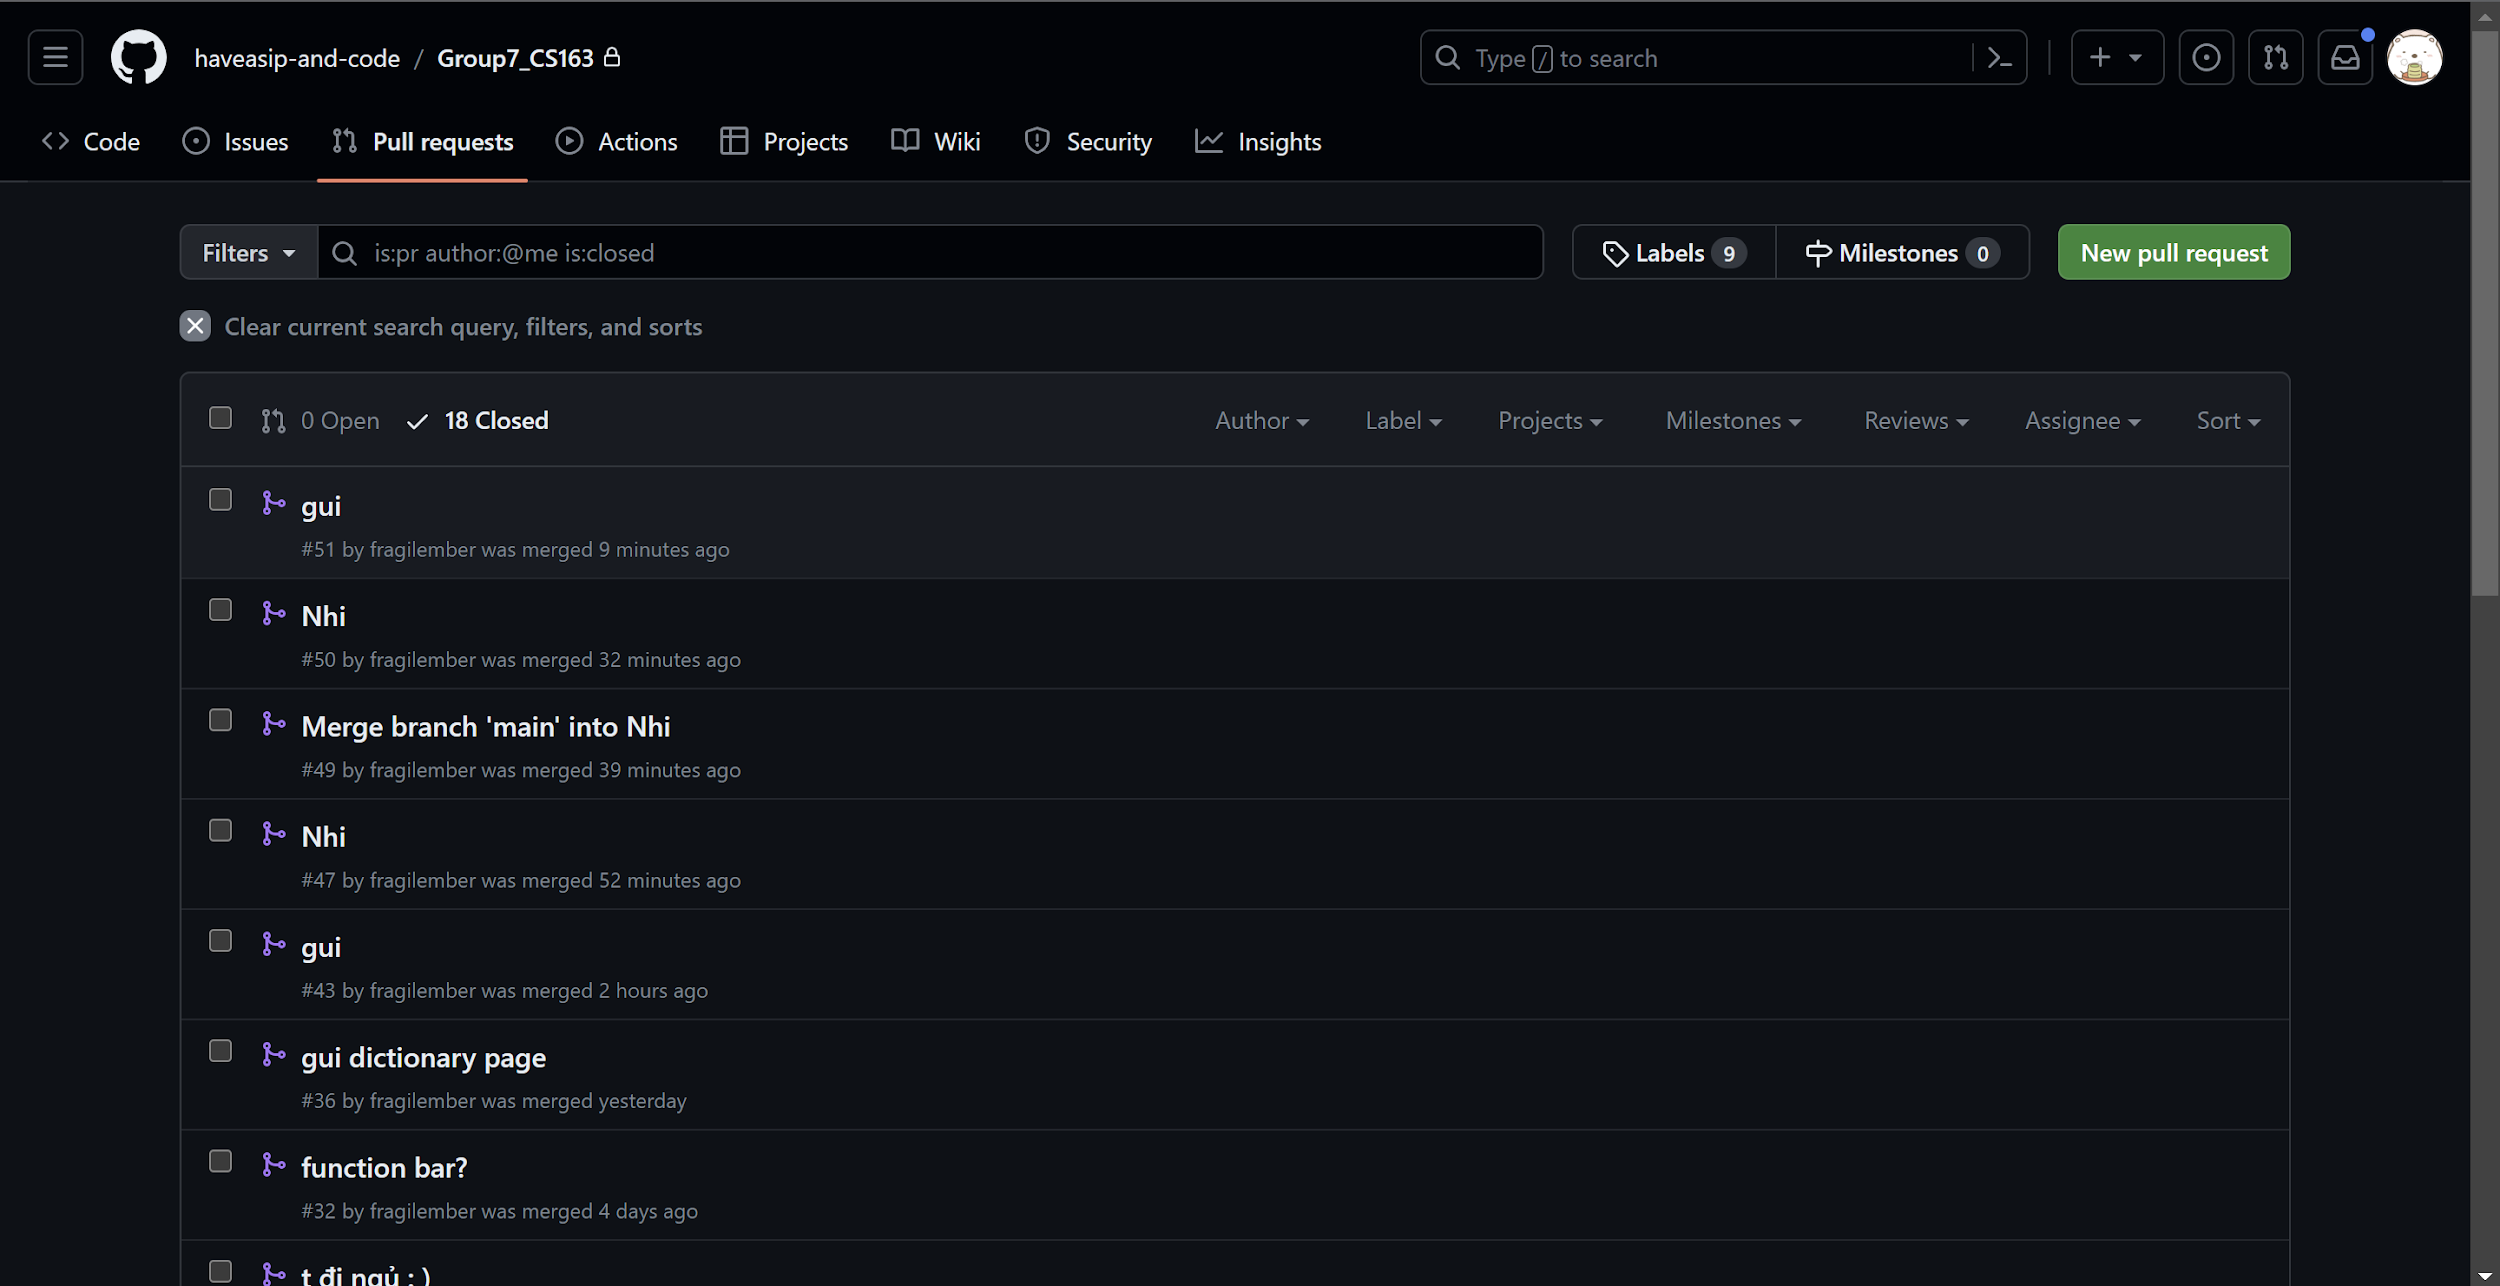 haveasip-and-code / Group7_CS163
Type / to search
Code Issues Pull requests Actions Projects Wiki Security Insights
Filters is:pr author:@me is:closed Labels 9 Milestones 0 New pull request
Clear current search query, filters, and sorts
0 Open 18 Closed Author Label Projects Milestones Reviews Assignee Sort
gui
#51 by fragilember was merged 9 minutes ago
Nhi
#50 by fragilember was merged 32 minutes ago
Merge branch 'main' into Nhi
#49 by fragilember was merged 39 minutes ago
Nhi
#47 by fragilember was merged 52 minutes ago
gui
#43 by fragilember was merged 2 hours ago
gui dictionary page
#36 by fragilember was merged yesterday
function bar?
#32 by fragilember was merged 4 days ago
t đi ngủ : )